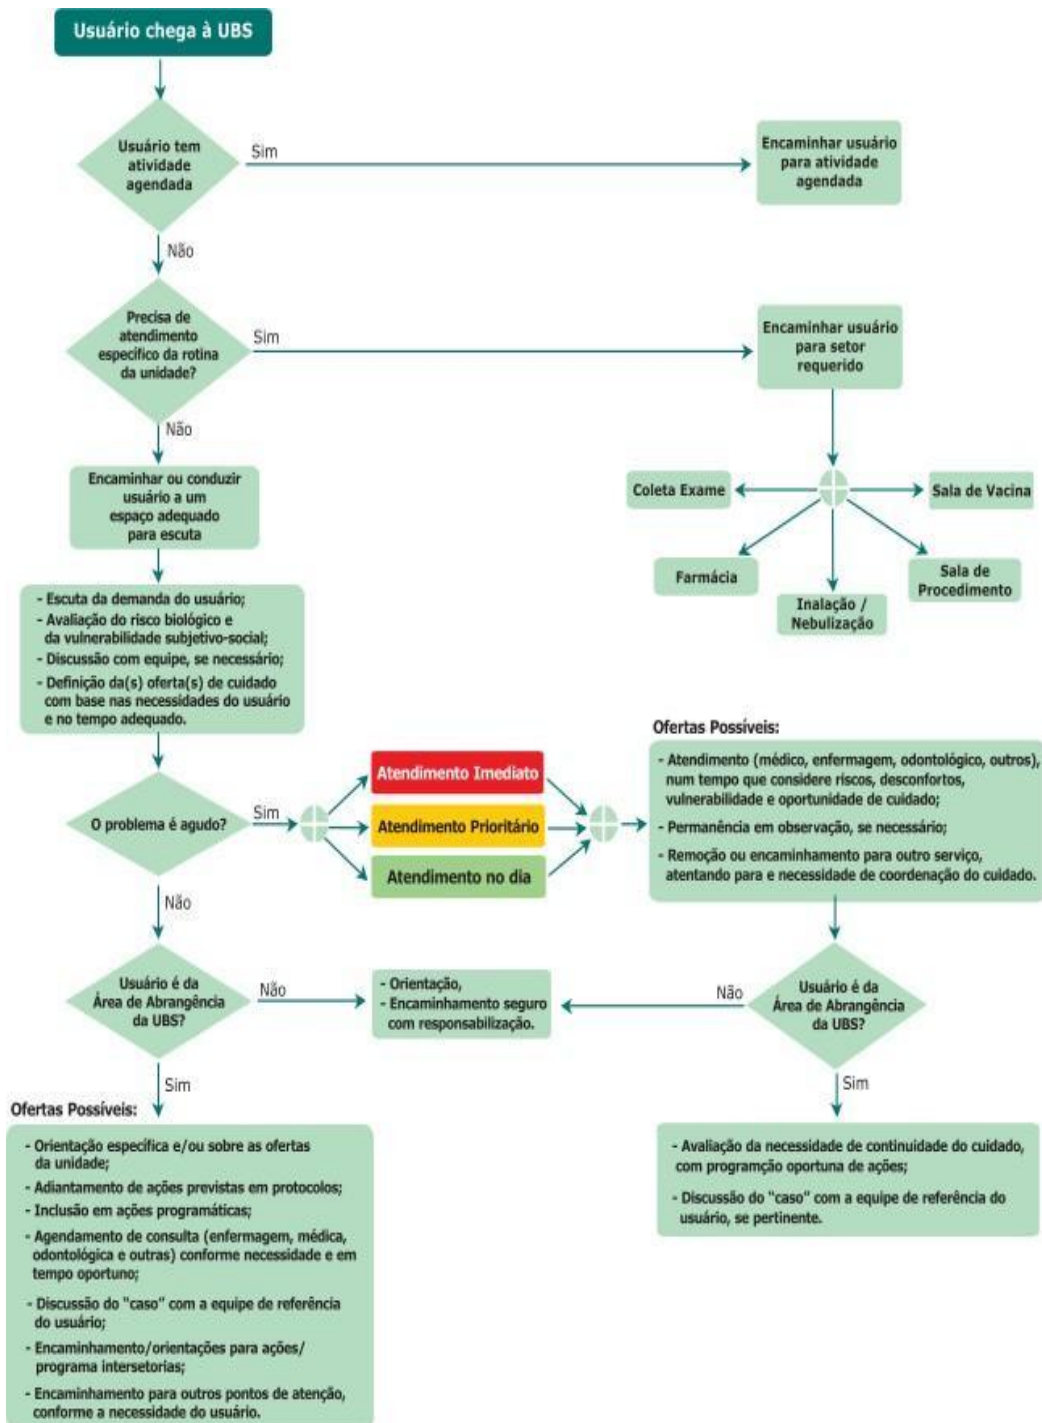 Usuário chega à UBS
Usuário tem
atividade
agendada
Sim
Encaminhar usuário
para atividade
agendada
Não
Precisa de
atendimento
específico da rotina
da unidade?
Sim
Encaminhar usuário
para setor
requerido
Não
Coleta Exame
Sala de Vacina
Farmácia
Inalação /
Nebulização
Sala de
Procedimento
Encaminhar ou conduzir
usuário a um
espaço adequado
para escuta
- Escuta da demanda do usuário;
- Avaliação do risco biológico e
da vulnerabilidade subjetivo-social;
- Discussão com equipe, se necessário;
- Definição da(s) oferta(s) de cuidado
com base nas necessidades do usuário
e no tempo adequado.
O problema é agudo?
Sim
Atendimento Imediato
Atendimento Prioritário
Atendimento no dia
Ofertas Possíveis:
- Atendimento (médico, enfermagem, odontológico, outros),
num tempo que considere riscos, desconfortos,
vulnerabilidade e oportunidade de cuidado;
- Permanência em observação, se necessário;
- Remoção ou encaminhamento para outro serviço,
atentando para e necessidade de coordenação do cuidado.
Não
Usuário é da
Área de Abrangência
da UBS?
Não
- Orientação,
- Encaminhamento seguro
com responsabilização.
Não
Usuário é da
Área de Abrangência
da UBS?
Sim
Sim
Ofertas Possíveis:
- Orientação específica e/ou sobre as ofertas
da unidade;
- Adiantamento de ações previstas em protocolos;
- Inclusão em ações programáticas;
- Agendamento de consulta (enfermagem, médica,
odontológica e outras) conforme necessidade e em
tempo oportuno;
- Discussão do "caso" com a equipe de referência
do usuário;
- Encaminhamento/orientações para ações/
programa intersetorias;
- Encaminhamento para outros pontos de atenção,
conforme a necessidade do usuário.
- Avaliação da necessidade de continuidade do cuidado,
com programção oportuna de ações;
- Discussão do "caso" com a equipe de referência do
usuário, se pertinente.